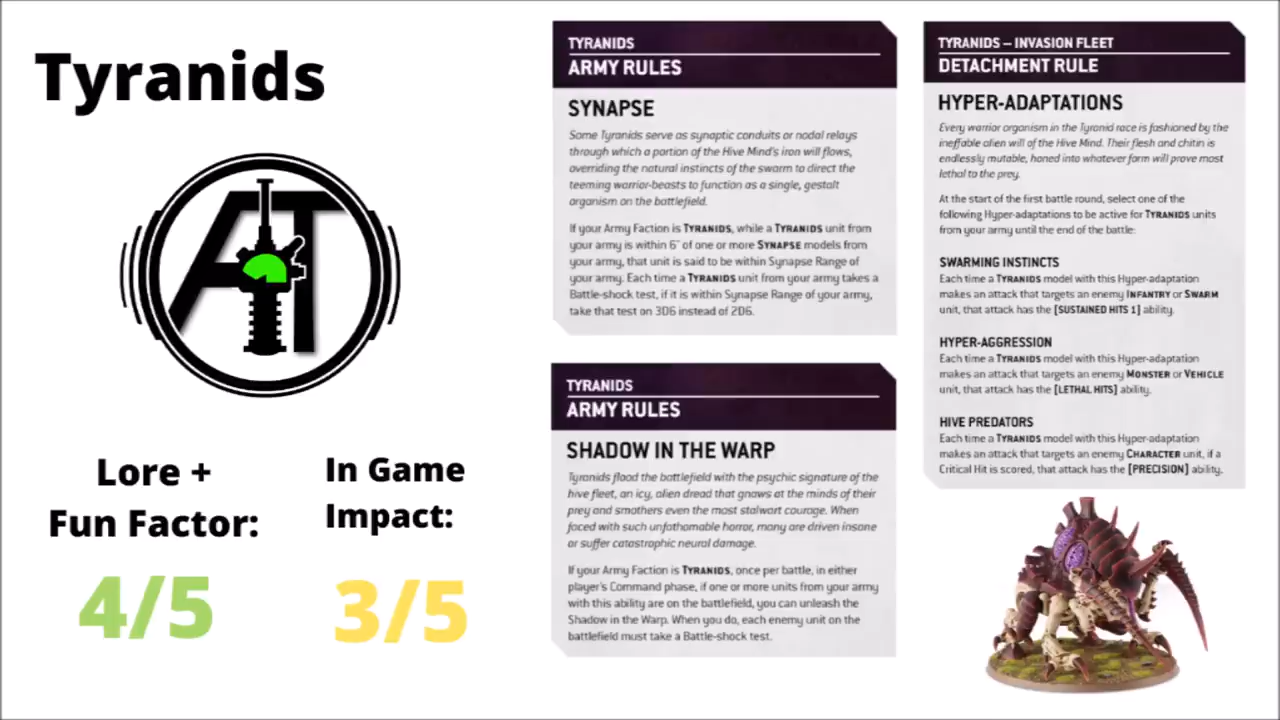 Tyranids
AT
Lore +
Fun Factor:
4/5
In Game
Impact:
3/5
TYRANIDS
ARMY RULES
SYNAPSE
Some Tyranids serve as synaptic conduits or nodal relays
through which a portion of the Hive Mind's iron will flows,
overriding the natural instincts of the swarm to direct the
teeming warrior-beasts to function as a single, gestalt
organism on the battlefield.
If your Army Faction is TYRANIDS, while a TYRANIDS unit from
your army is within 6" of one or more SYNAPSE models from
your army, that unit is said to be within Synapse Range of
your army. Each time a TYRANIDS unit from your army takes a
Battle-shock test, if it is within Synapse Range of your army,
take that test on 3D6 instead of 2D6.
TYRANIDS
ARMY RULES
SHADOW IN THE WARP
Tyranids flood the battlefield with the psychic signature of the
hive fleet, an icy, alien dread that gnaws at the minds of their
prey and smothers even the most stalwart courage. When
faced with such unfathomable horror, many are driven insane
or suffer catastrophic neural damage.
If your Army Faction is TYRANIDS, once per battle, in either
player's Command phase, if one or more units from your army
with this ability are on the battlefield, you can unleash the
Shadow in the Warp. When you do, each enemy unit on the
battlefield must take a Battle-shock test.
TYRANIDS – INVASION FLEET
DETACHMENT RULE
HYPER-ADAPTATIONS
Every warrior organism in the Tyranid race is fashioned by the
ineffable alien will of the Hive Mind. Their flesh and chitin is
endlessly mutable, honed into whatever form will prove most
lethal to the prey.
At the start of the first battle round, select one of the
following Hyper-adaptations to be active for TYRANIDS units
from your army until the end of the battle:
SWARMING INSTINCTS
Each time a TYRANIDS model with this Hyper-adaptation
makes an attack that targets an enemy INFANTRY or SWARM
unit, that attack has the [SUSTAINED HITS 1] ability.
HYPER-AGGRESSION
Each time a TYRANIDS model with this Hyper-adaptation
makes an attack that targets an enemy MONSTER or VEHICLE
unit, that attack has the [LETHAL HITS] ability.
HIVE PREDATORS
Each time a TYRANIDS model with this Hyper-adaptation
makes an attack that targets an enemy CHARACTER unit, if a
Critical Hit is scored, that attack has the [PRECISION] ability.